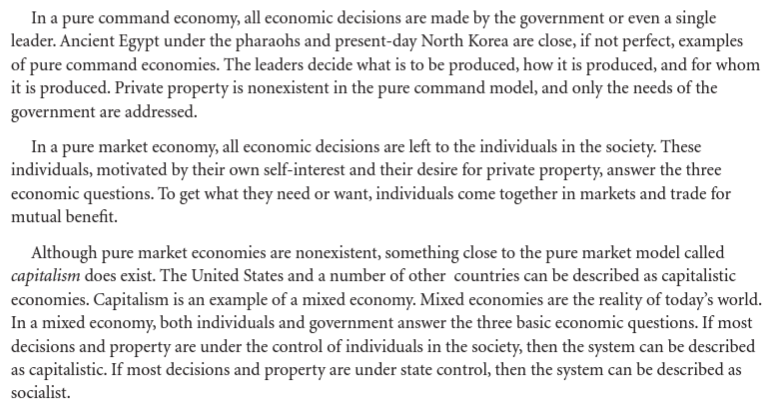 In a pure command economy, all economic decisions are made by the government or even a single
leader. Ancient Egypt under the pharaohs and present-day North Korea are close, if not perfect, examples
of pure command economies. The leaders decide what is to be produced, how it is produced, and for whom
it is produced. Private property is nonexistent in the pure command model, and only the needs of the
government are addressed.
In a pure market economy, all economic decisions are left to the individuals in the society. These
individuals, motivated by their own self-interest and their desire for private property, answer the three
economic questions. To get what they need or want, individuals come together in markets and trade for
mutual benefit.
Although pure market economies are nonexistent, something close to the pure market model called
capitalism does exist. The United States and a number of other countries can be described as capitalistic
economies. Capitalism is an example of a mixed economy. Mixed economies are the reality of today’s world.
In a mixed economy, both individuals and government answer the three basic economic questions. If most
decisions and property are under the control of individuals in the society, then the system can be described
as capitalistic. If most decisions and property are under state control, then the system can be described as
socialist.